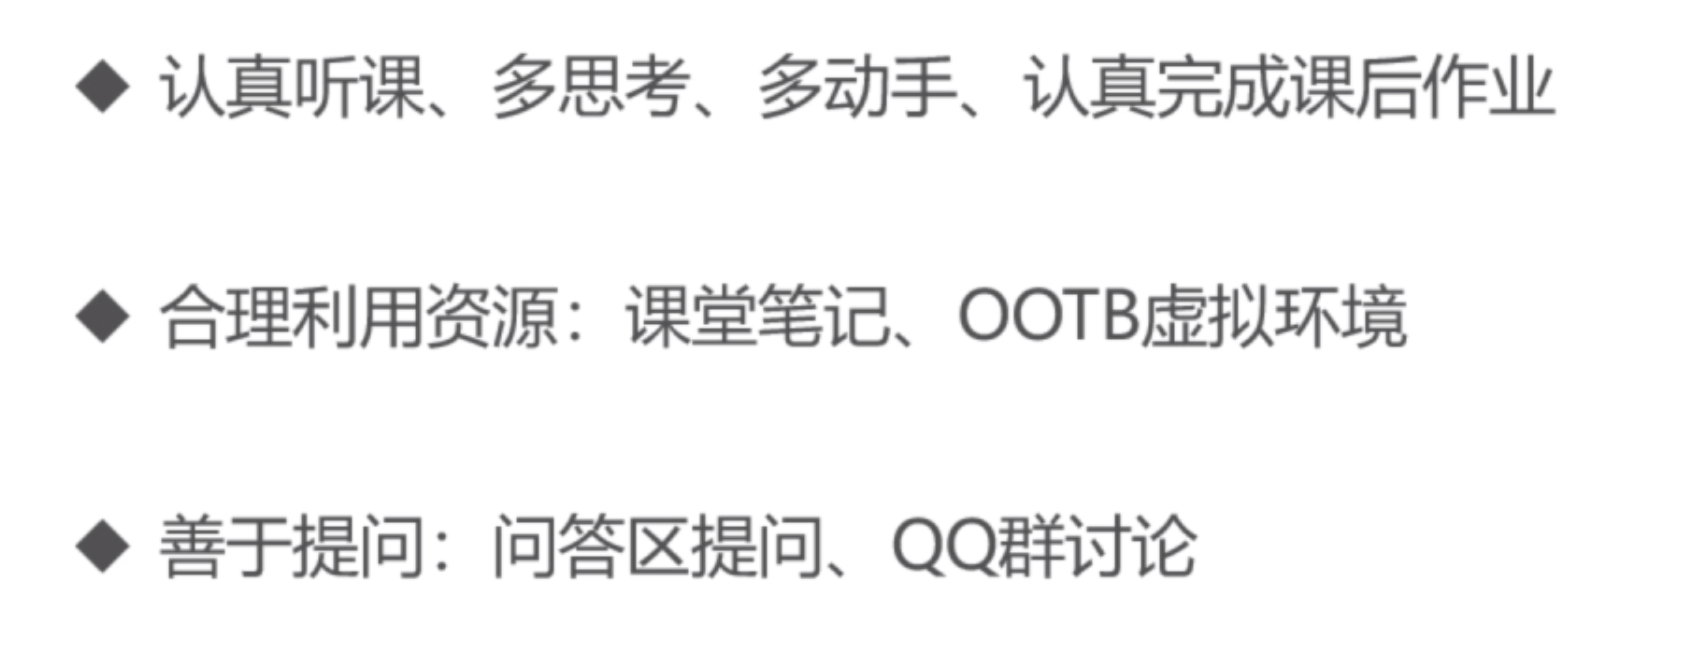 ◆ 认真听课、多思考、多动手、认真完成课后作业
◆ 合理利用资源：课堂笔记、OOTB虚拟环境
◆ 善于提问：问答区提问、QQ群讨论